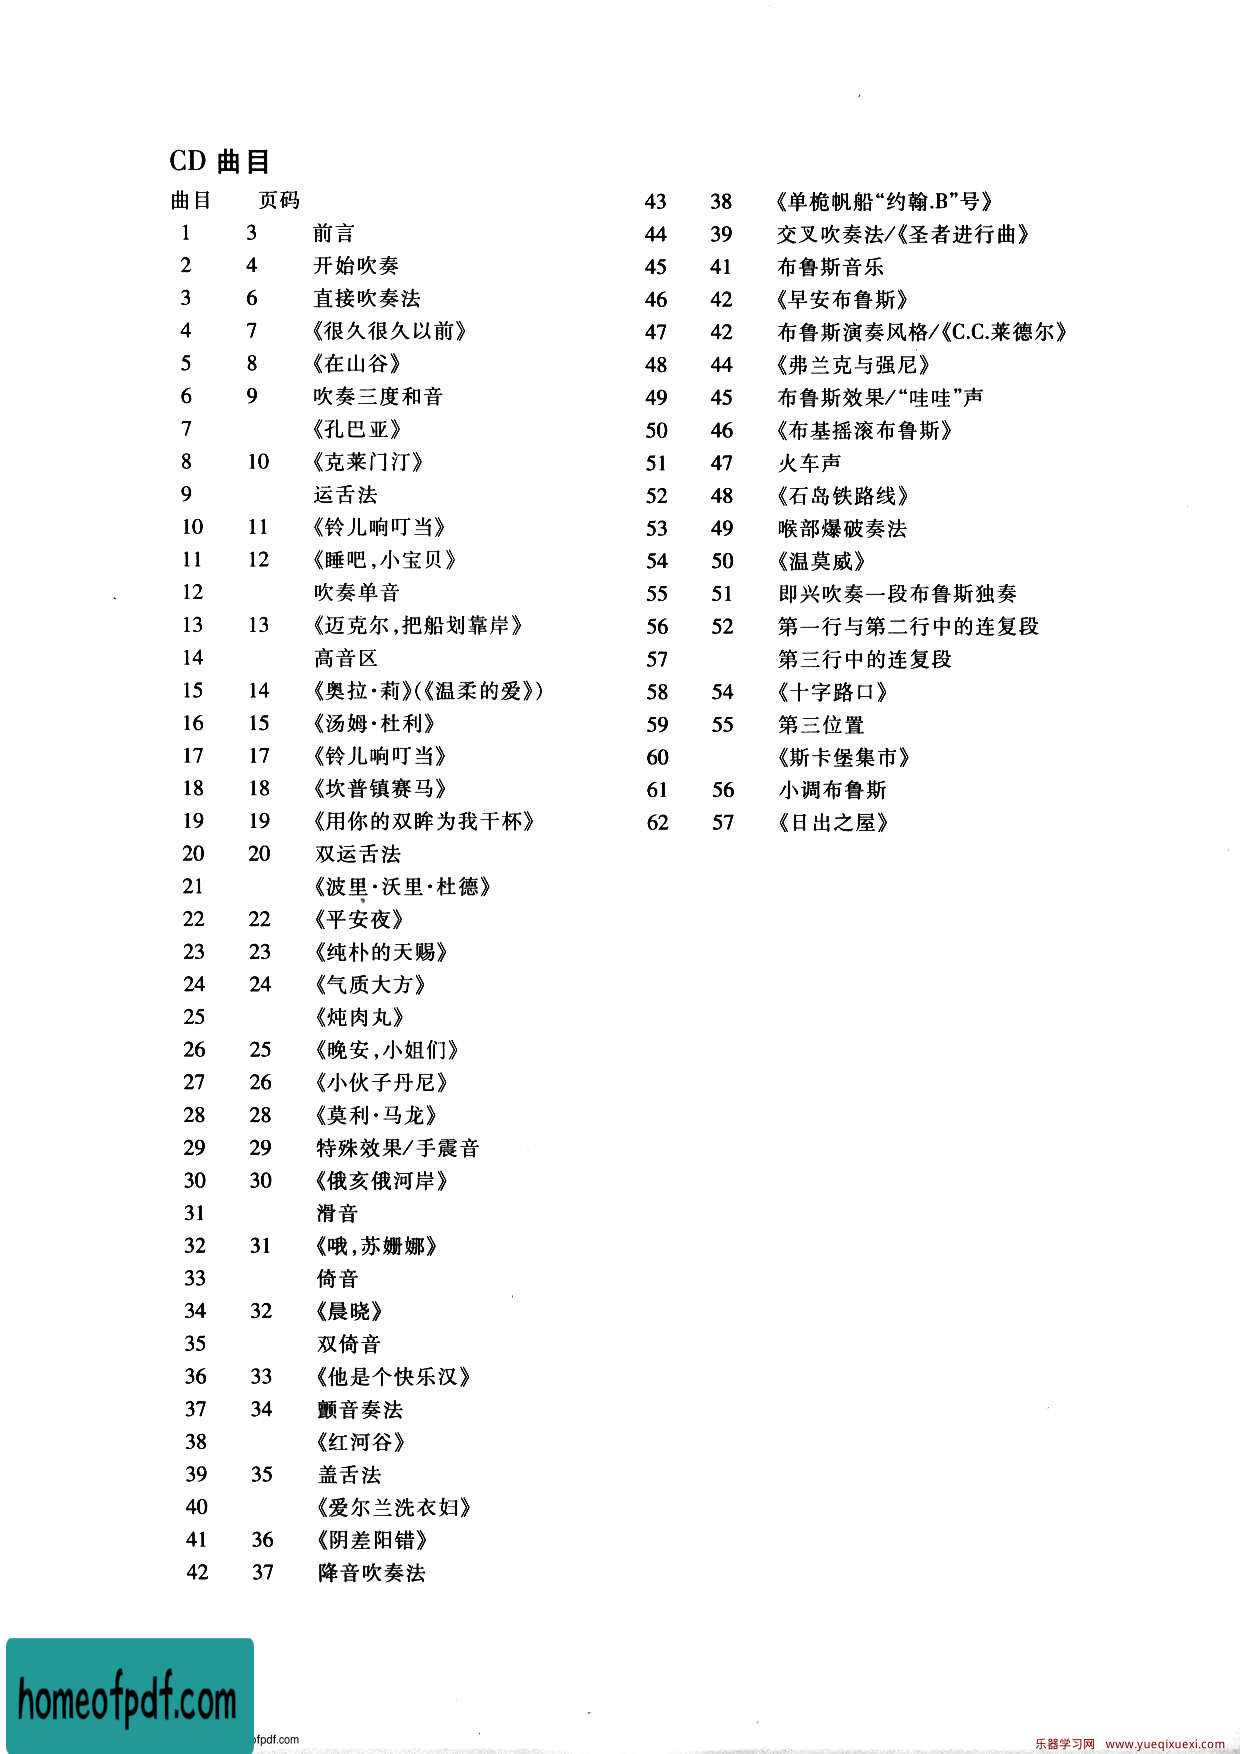 CD 曲目
曲目 页码
1 3 前言
2 4 开始吹奏
3 6 直接吹奏法
4 7 《很久很久以前》
5 8 《在山谷》
6 9 吹奏三度和音
7 《孔巴亚》
8 10 《克莱门汀》
9 运舌法
10 11 《铃儿响叮当》
11 12 《睡吧,小宝贝》
12 吹奏单音
13 13 《迈克尔,把船划靠岸》
14 高音区
15 14 《奥拉·莉》(《温柔的爱》)
16 15 《汤姆·杜利》
17 17 《铃儿响叮当》
18 18 《坎普镇赛马》
19 19 《用你的双眸为我干杯》
20 20 双运舌法
21 《波里·沃里·杜德》
22 22 《平安夜》
23 23 《纯朴的天赐》
24 24 《气质大方》
25 《炖肉丸》
26 25 《晚安,小姐们》
27 26 《小伙子丹尼》
28 28 《莫利·马龙》
29 29 特殊效果/手震音
30 30 《俄亥俄河岸》
31 滑音
32 31 《哦,苏姗娜》
33 倚音
34 32 《晨晓》
35 双倚音
36 33 《他是个快乐汉》
37 34 颤音奏法
38 《红河谷》
39 35 盖舌法
40 《爱尔兰洗衣妇》
41 36 《阴差阳错》
42 37 降音吹奏法
43 38 《单桅帆船“约翰.B”号》
44 39 交叉吹奏法/《圣者进行曲》
45 41 布鲁斯音乐
46 42 《早安布鲁斯》
47 42 布鲁斯演奏风格/《C.C.莱德尔》
48 44 《弗兰克与强尼》
49 45 布鲁斯效果/“哇哇”声
50 46 《布基摇滚布鲁斯》
51 47 火车声
52 48 《石岛铁路线》
53 49 喉部爆破奏法
54 50 《温莫威》
55 51 即兴吹奏一段布鲁斯独奏
56 52 第一行与第二行中的连复段
57 第三行中的连复段
58 54 《十字路口》
59 55 第三位置
60 《斯卡堡集市》
61 56 小调布鲁斯
62 57 《日出之屋》
homeofpdf.com
ofpdf.com
乐器学习网 www.yueqixuexi.com